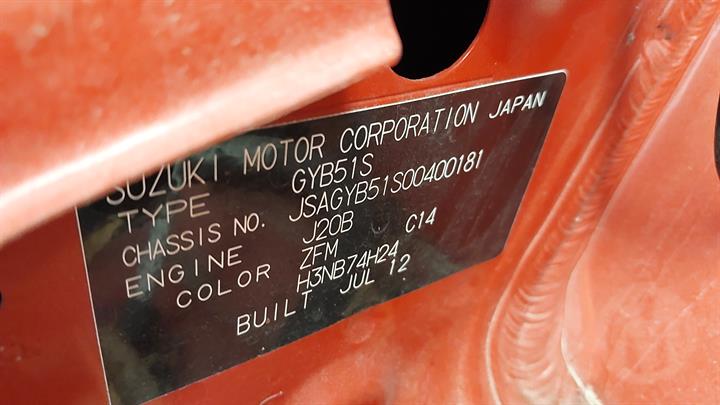 SUZUKI MOTOR CORPORATION JAPAN
TYPE GYB51S
CHASSIS NO. JSAGYB51S00400181
ENGINE J20B
COLOR ZFM C14
H3NB74H24
BUILT JUL 12